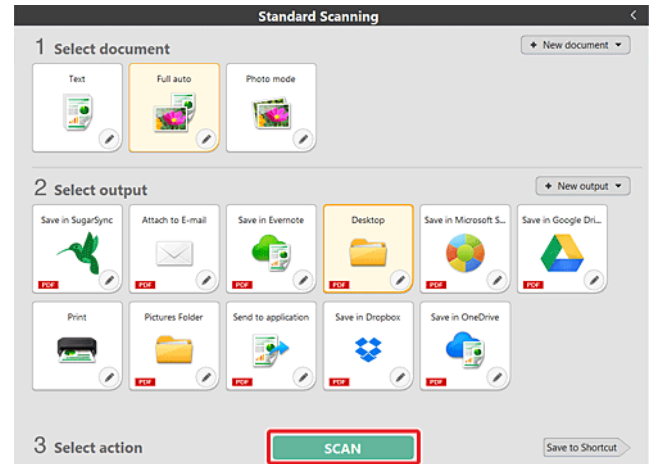 Standard Scanning
1 Select document
+ New document
Text
Full auto
Photo mode
2 Select output
+ New output
Save in SugarSync
Attach to E-mail
Save in Evernote
Desktop
Save in Microsoft S...
Save in Google Dri...
PDF
PDF
PDF
PDF
PDF
PDF
Print
Pictures Folder
Send to application
Save in Dropbox
Save in OneDrive
PDF
PDF
PDF
PDF
3 Select action
SCAN
Save to Shortcut